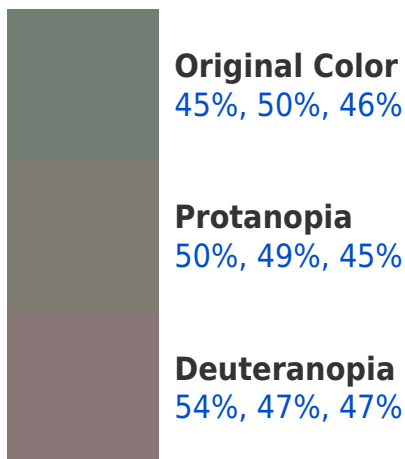 Original Color
45%, 50%, 46%
Protanopia
50%, 49%, 45%
Deuteranopia
54%, 47%, 47%